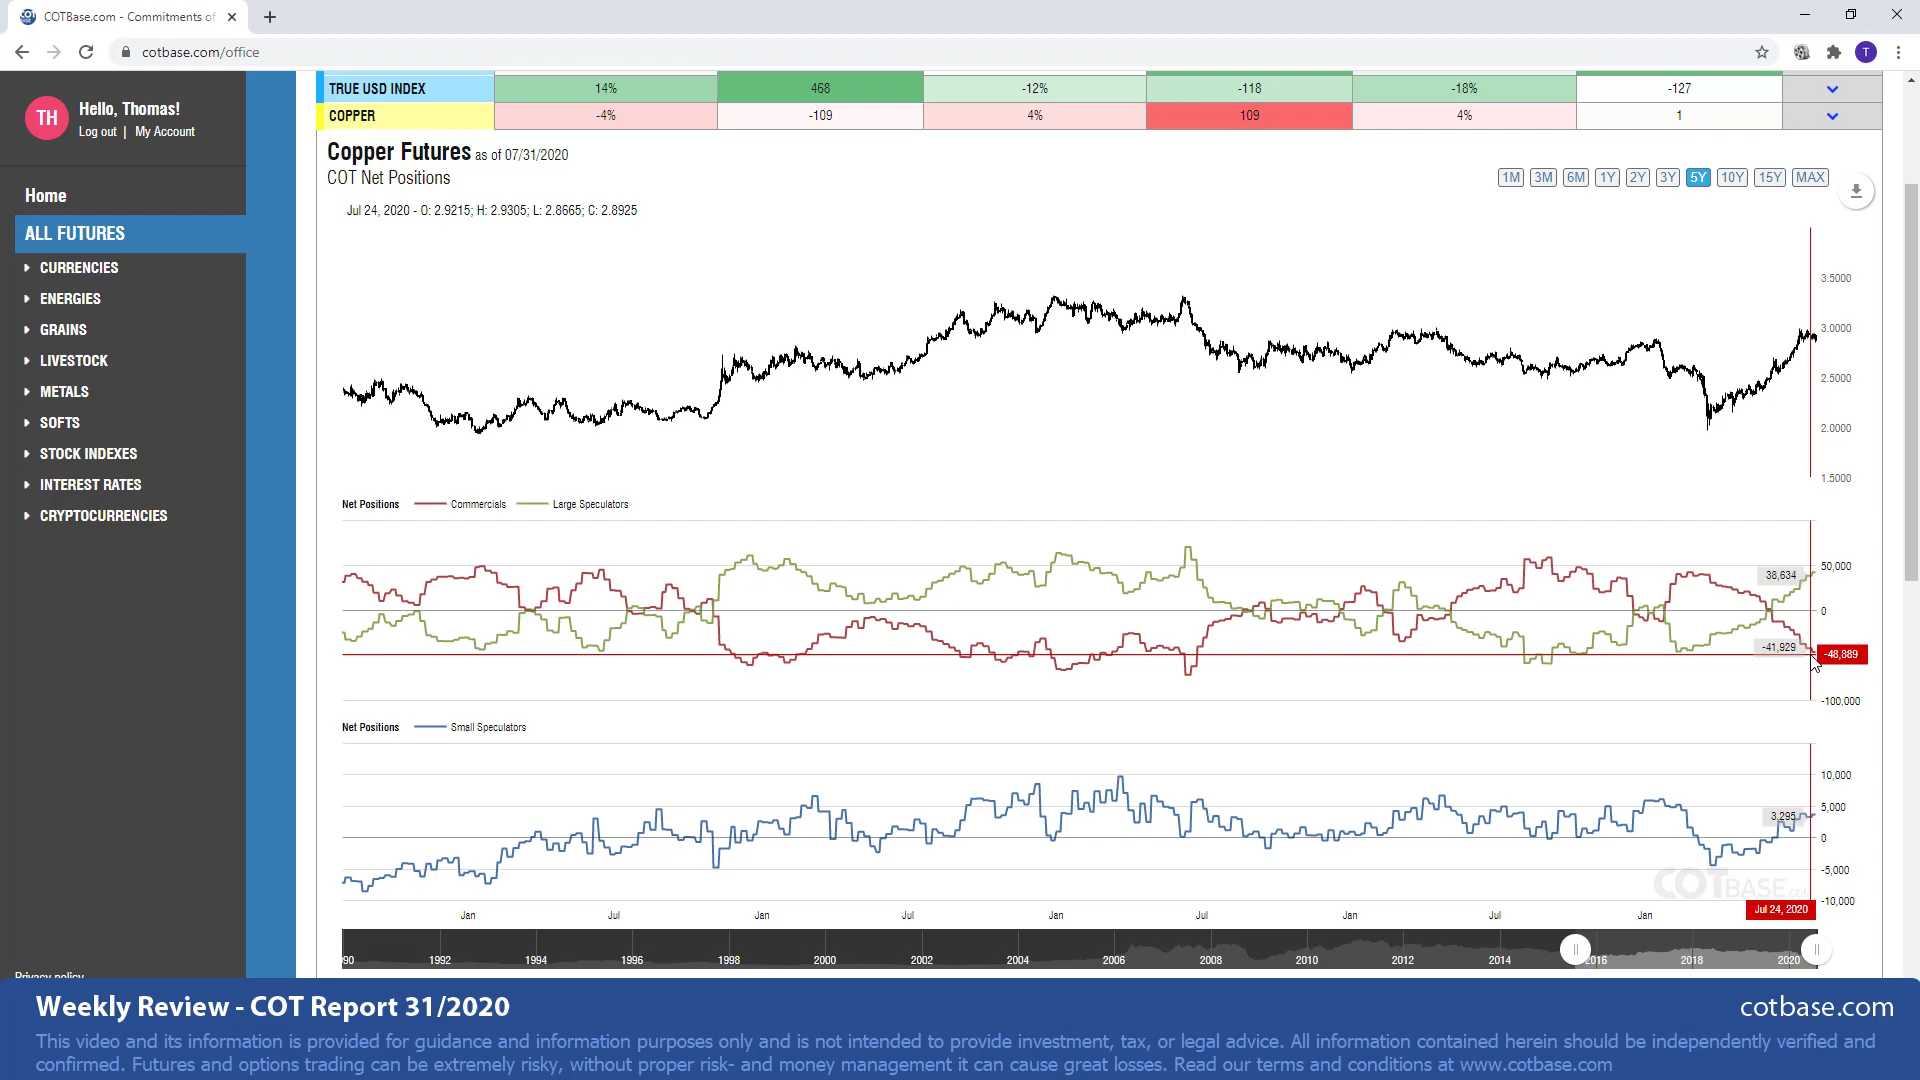 COTBase.com - Commitments of
cotbase.com/office
T
TH
Hello, Thomas!
Log out | My Account
Home
ALL FUTURES
CURRENCIES
ENERGIES
GRAINS
LIVESTOCK
METALS
SOFTS
STOCK INDEXES
INTEREST RATES
CRYPTOCURRENCIES
Privacy policy
TRUE USD INDEX 14% 468 -12% -118 -18% -127
COPPER -4% -109 4% 109 4% 1
Copper Futures as of 07/31/2020
COT Net Positions
1M 3M 6M 1Y 2Y 3Y 5Y 10Y 15Y MAX
Jul 24, 2020 - O: 2.9215; H: 2.9305; L: 2.8665; C: 2.8925
3.5000
3.0000
2.5000
2.0000
1.5000
Net Positions Commercials Large Speculators
50,000
38,634
0
-41,929
-48,889
-100,000
Net Positions Small Speculators
10,000
5,000
3,295
0
-5,000
COTBASE.COM
-10,000
Jul 24, 2020
Jan Jul Jan Jul Jan Jul Jan Jul Jan
90 1992 1994 1996 1998 2000 2002 2004 2006 2008 2010 2012 2014 2016 2018 2020
Weekly Review - COT Report 31/2020
cotbase.com
This video and its information is provided for guidance and information purposes only and is not intended to provide investment, tax, or legal advice. All information contained herein should be independently verified and
confirmed. Futures and options trading can be extremely risky, without proper risk- and money management it can cause great losses. Read our terms and conditions at www.cotbase.com